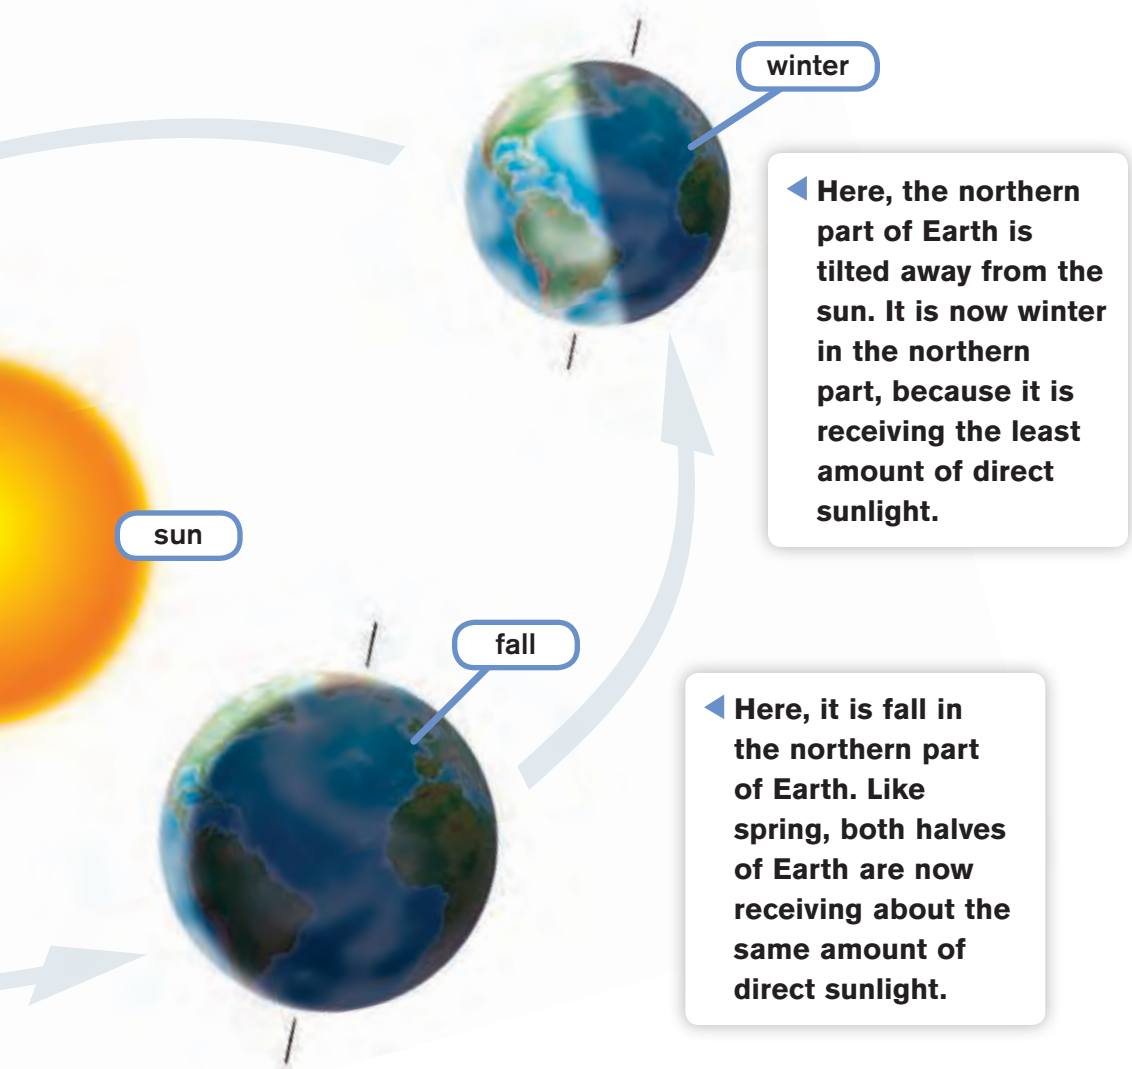 winter
Here, the northern
part of Earth is
tilted away from the
sun. It is now winter
in the northern
part, because it is
receiving the least
amount of direct
sunlight.
sun
fall
Here, it is fall in
the northern part
of Earth. Like
spring, both halves
of Earth are now
receiving about the
same amount of
direct sunlight.